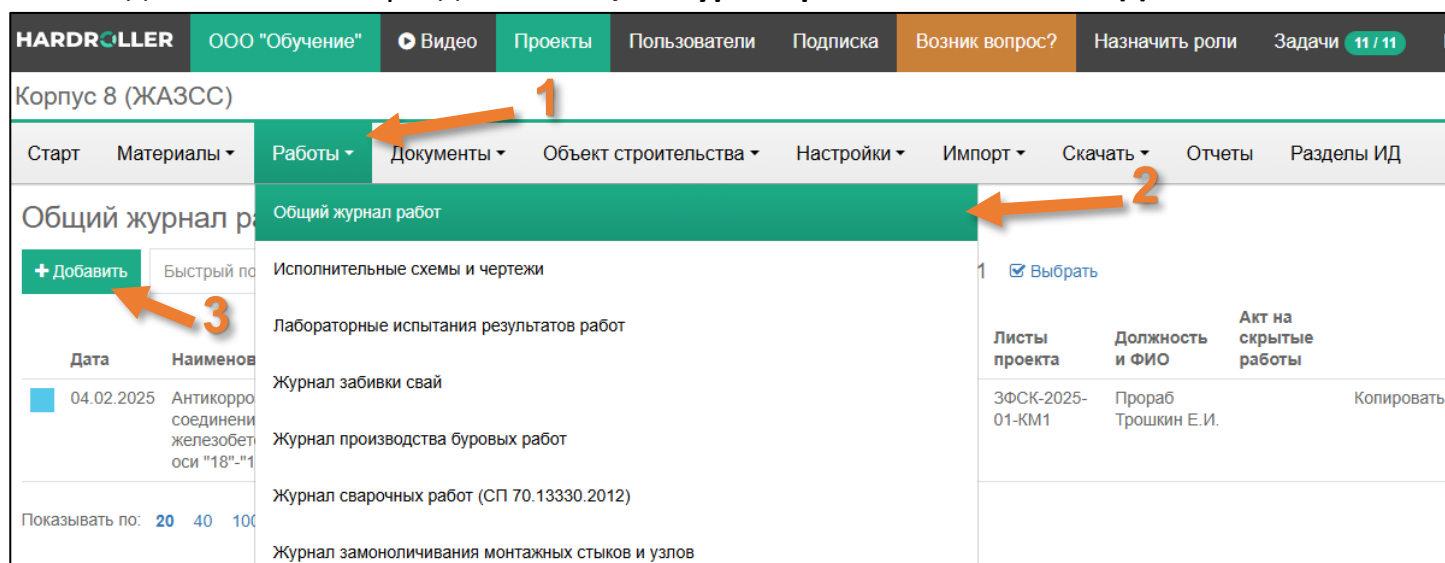 HARDROLLER ООО "Обучение" Видео Проекты Пользователи Подписка Возник вопрос? Назначить роли Задачи 11 / 11
Корпус 8 (ЖАЗСС)
1
Старт Материалы Работы Документы Объект строительства Настройки Импорт Скачать Отчеты Разделы ИД
2
Общий журнал ра
Общий журнал работ
+ Добавить Быстрый по
Исполнительные схемы и чертежи
1 Выбрать
3
Лабораторные испытания результатов работ
Дата Наименов
Листы проекта
Должность и ФИО
Акт на скрытые работы
Журнал забивки свай
04.02.2025 Антикорро
соединени
железобет
оси "18"-"1
ЗФСК-2025-
01-КМ1
Прораб
Трошкин Е.И.
Копировать
Журнал производства буровых работ
Журнал сварочных работ (СП 70.13330.2012)
Показывать по: 20 40 100
Журнал замоноличивания монтажных стыков и узлов